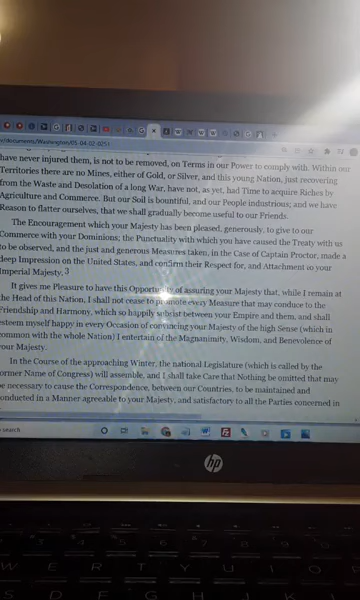 v/documents/Washington/05-04-02-0251
have never injured them, is not to be removed, on Terms in our Power to comply with. Within our
Territories there are no Mines, either of Gold, or Silver, and this young Nation, just recovering
from the Waste and Desolation of a long War, have not, as yet, had Time to acquire Riches by
Agriculture and Commerce. But our Soil is bountiful, and our People industrious; and we have
Reason to flatter ourselves, that we shall gradually become useful to our Friends.
The Encouragement which your Majesty has been pleased, generously, to give to our
Commerce with your Dominions; the Punctuality with which you have caused the Treaty with us
to be observed, and the just and generous Measures taken, in the Case of Captain Proctor, made a
deep Impression on the United States, and confirm their Respect for, and Attachment to your
Imperial Majesty. 3
It gives me Pleasure to have this Opportunity of assuring your Majesty that, while I remain at
the Head of this Nation, I shall not cease to promote every Measure that may conduce to the
Friendship and Harmony, which so happily subsist between your Empire and them, and shall
esteem myself happy in every Occasion of convincing your Majesty of the high Sense (which in
common with the whole Nation) I entertain of the Magnanimity, Wisdom, and Benevolence of
your Majesty.
In the Course of the approaching Winter, the national Legislature (which is called by the
ormer Name of Congress) will assemble, and I shall take Care that Nothing be omitted that may
be necessary to cause the Correspondence, between our Countries, to be maintained and
onducted in a Manner agreeable to your Majesty, and satisfactory to all the Parties concerned in
search
hp
W E R T Y U I O P
S D F G H J K L